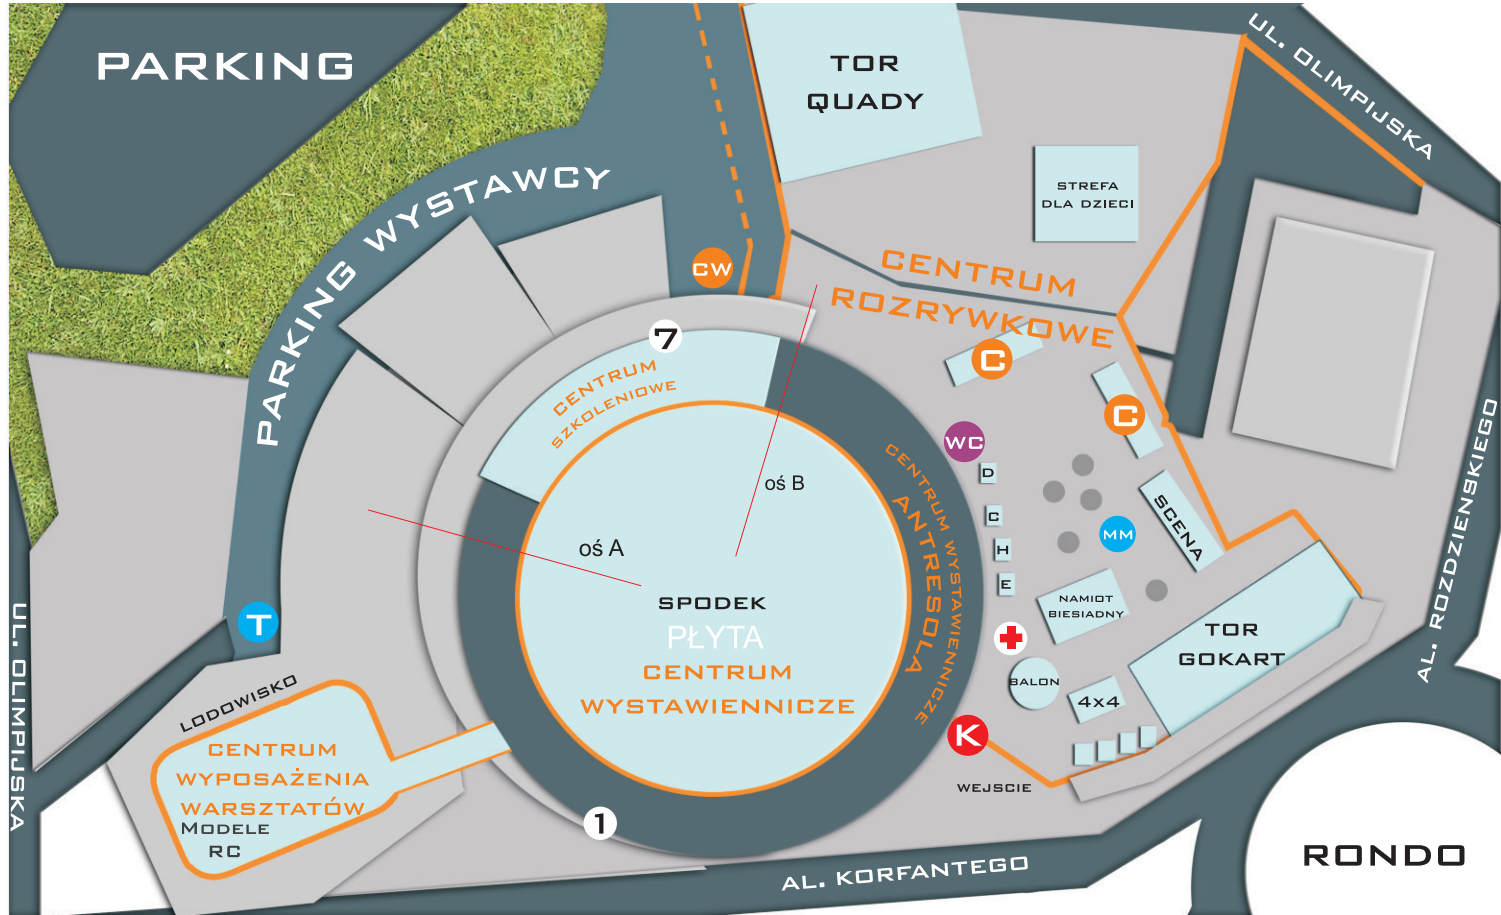 PARKING
TOR
QUADY
UL. OLIMPIJSKA
STREFA
DLA DZIECI
PARKING WYSTAWCY
CW
CENTRUM
ROZRYWKOWE
7
C
CENTRUM
SZKOLENIOWE
C
WC
D
C
H
E
oś B
oś A
CENTRUM WYSTAWIENNICZE
ANTRESOLA
MM
SCENA
NAMIOT
BIESIADNY
AL. ROZDZIENSKIEGO
SPODEK
PŁYTA
CENTRUM
WYSTAWIENNICZE
T
UL. OLIMPIJSKA
TOR
GOKART
BALON
4x4
K
WEJSCIE
LODOWISKO
CENTRUM
WYPOSAŻENIA
WARSZTATÓW
MODELE
RC
1
AL. KORFANTEGO
RONDO